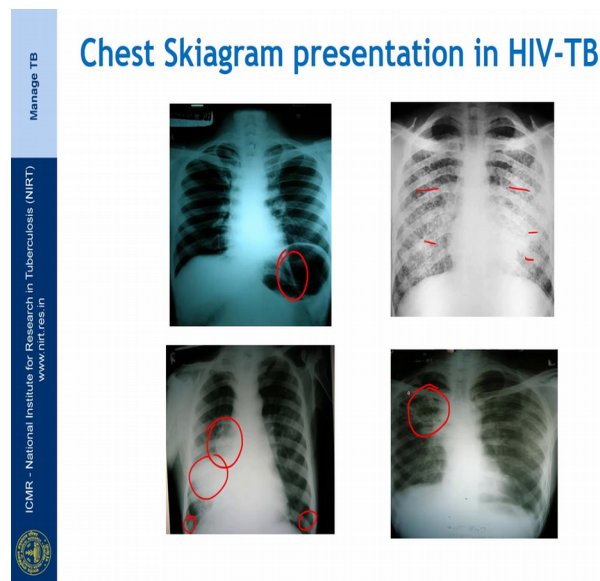 Chest Skiagram presentation in HIV-TB
Manage TB
ICMR - National Institute for Research in Tuberculosis (NIRT)
www.nirt.res.in